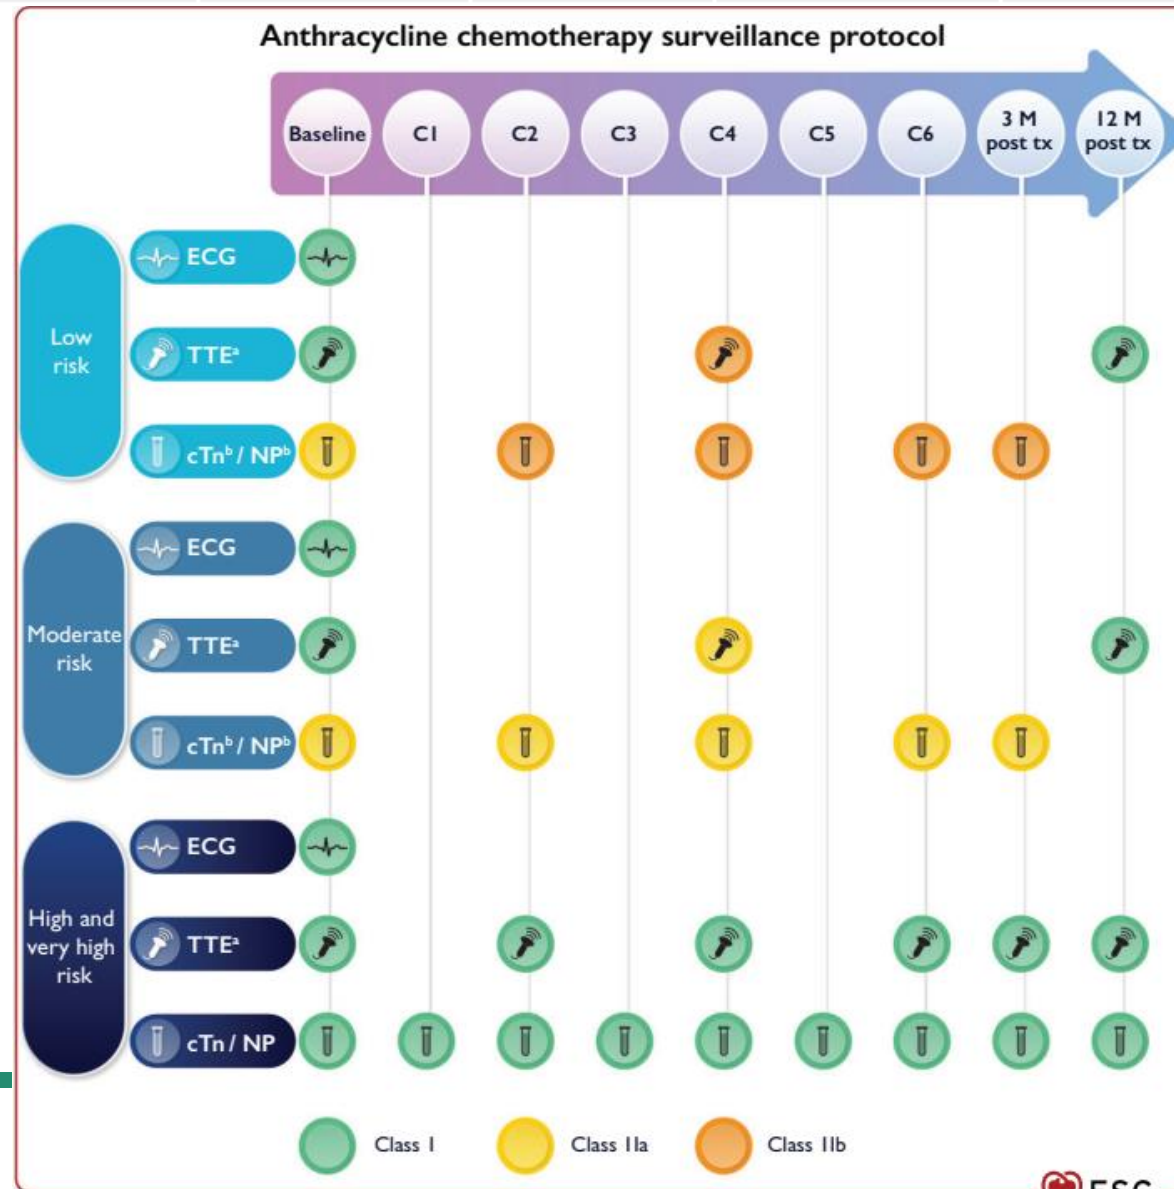 Anthracycline chemotherapy surveillance protocol
Baseline
C1
C2
C3
C4
C5
C6
3 M
post tx
12 M
post tx
Low
risk
ECG
TTEᵃ
cTnᵇ / NPᵇ
Moderate
risk
ECG
TTEᵃ
cTnᵇ / NPᵇ
High and
very high
risk
ECG
TTEᵃ
cTn / NP
Class I
Class IIa
Class IIb
ESC